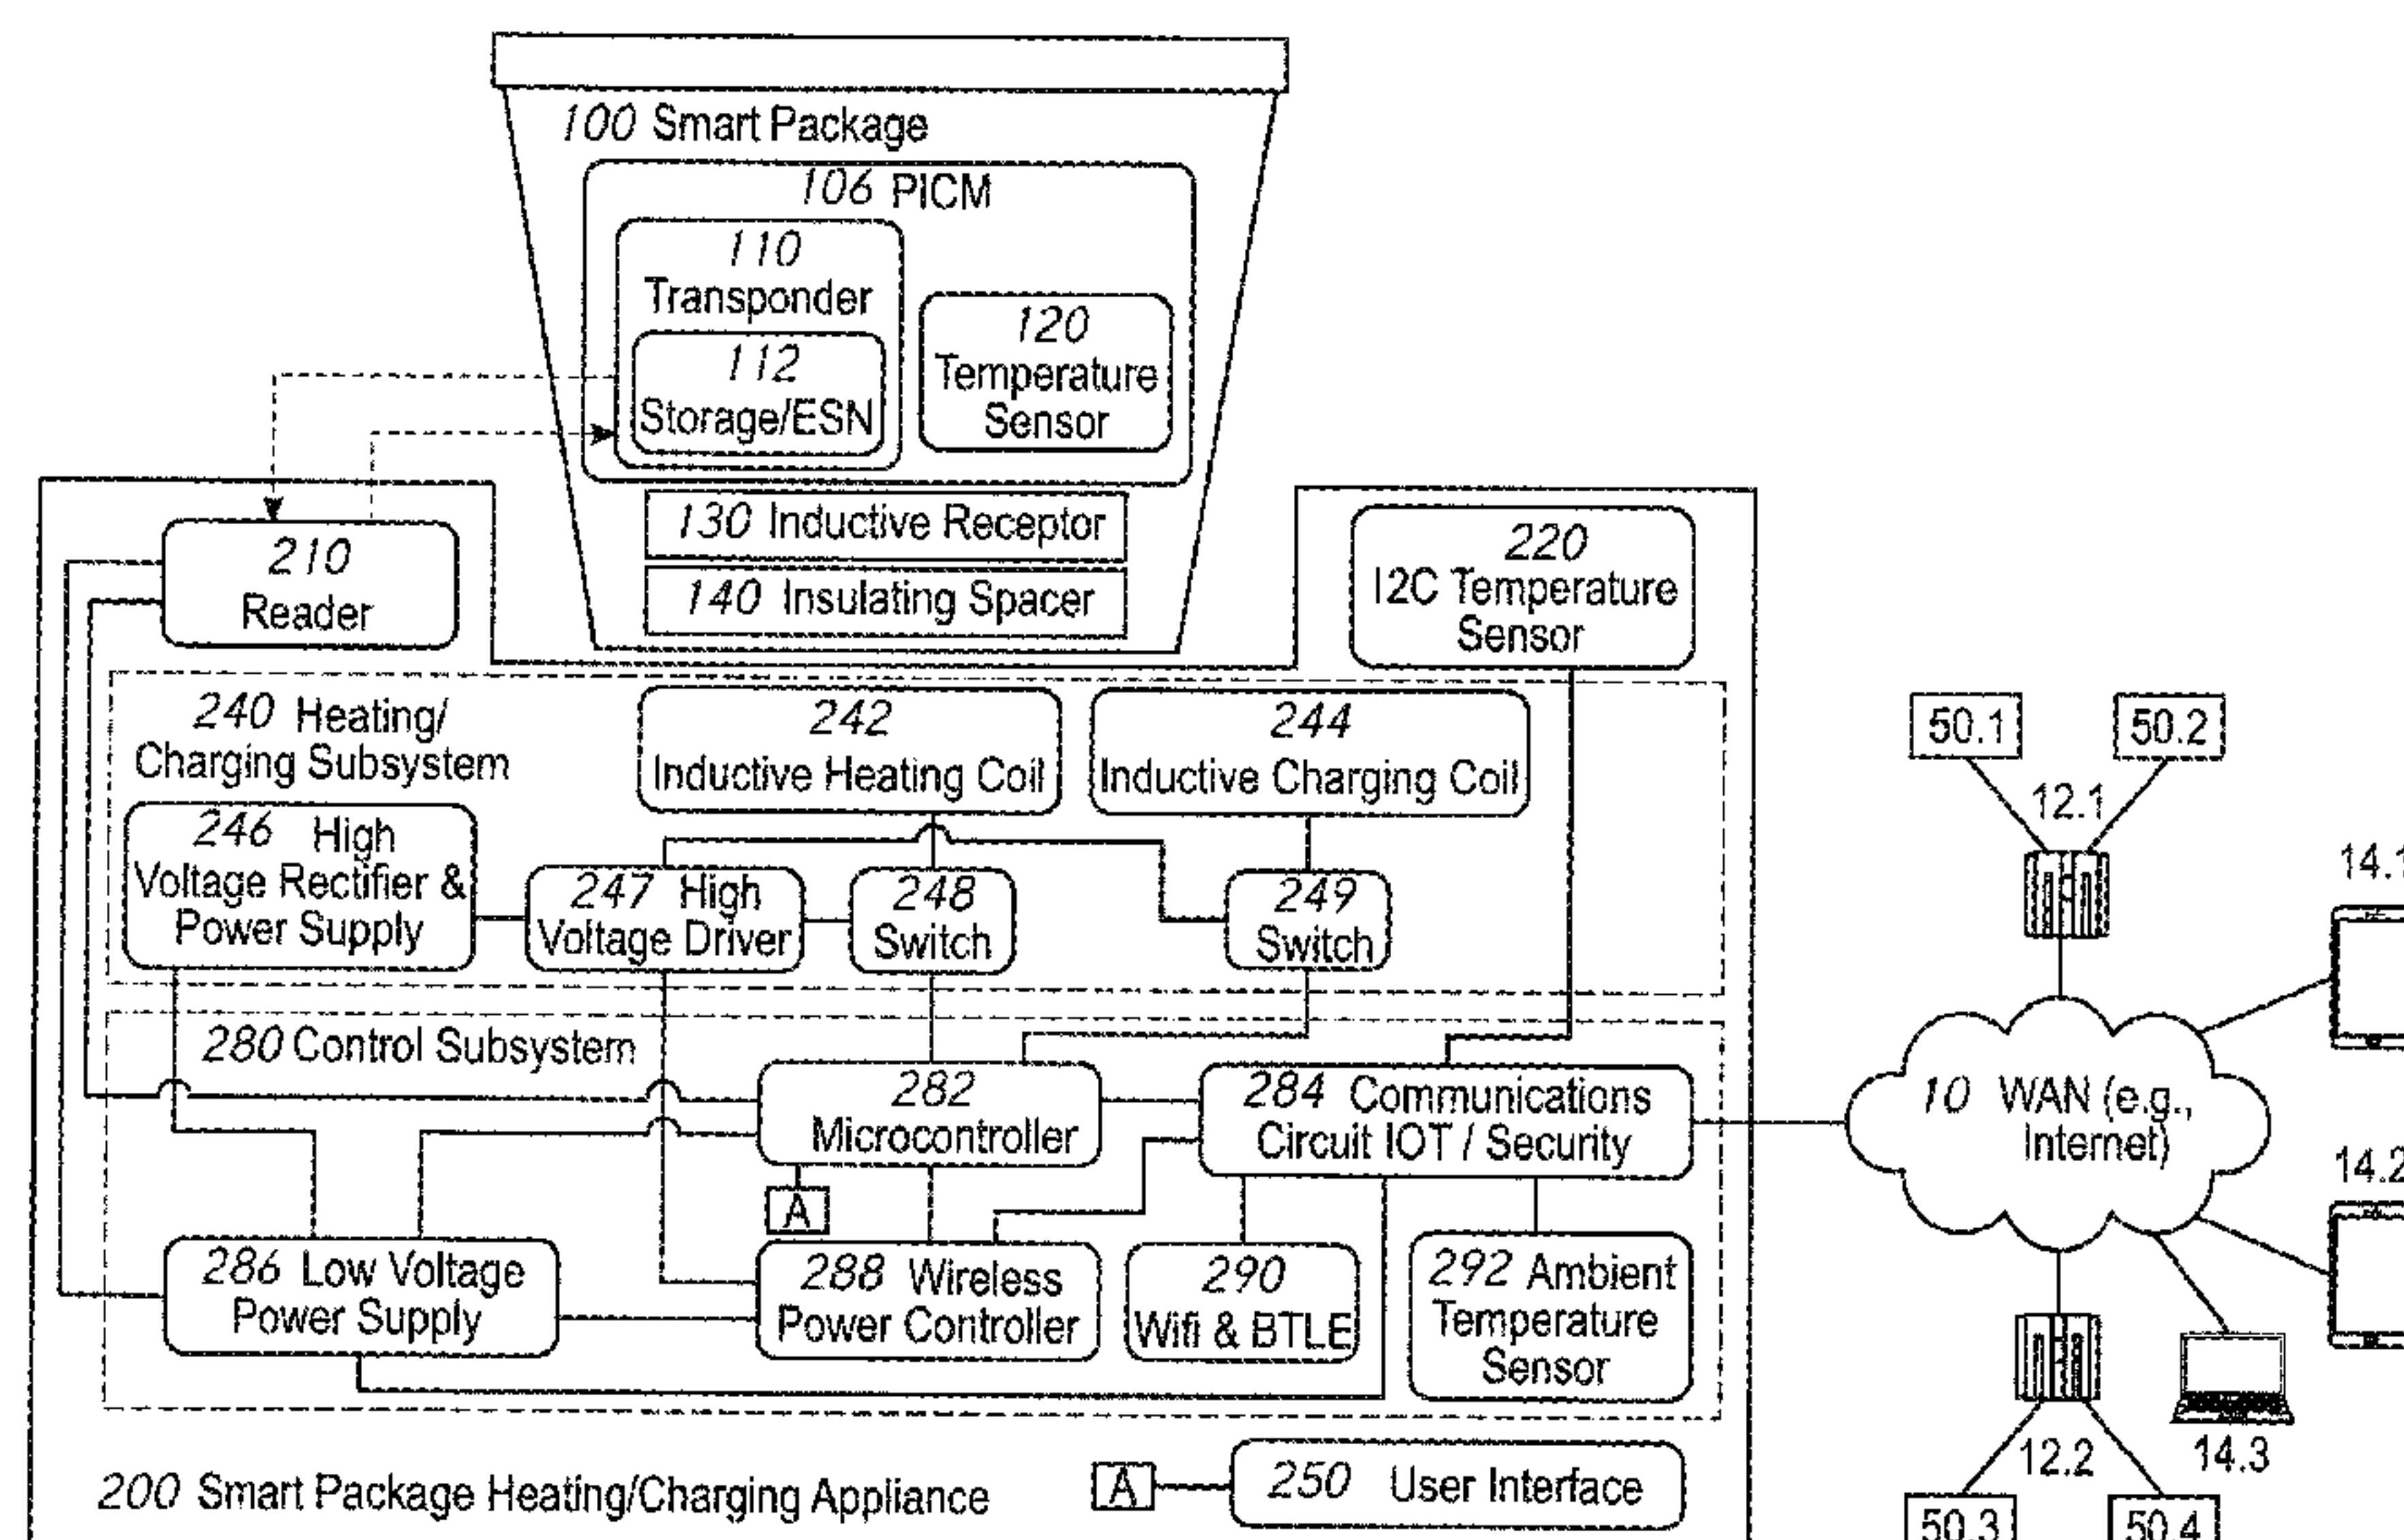 100 Smart Package
106 PICM
110
Transponder
112
Storage/ESN
120
Temperature
Sensor
130 Inductive Receptor
140 Insulating Spacer
210
Reader
220
I2C Temperature
Sensor
240 Heating/
Charging Subsystem
242
Inductive Heating Coil
244
Inductive Charging Coil
246 High
Voltage Rectifier &
Power Supply
247 High
Voltage Driver
248
Switch
249
Switch
280 Control Subsystem
282
Microcontroller
284 Communications
Circuit IOT / Security
A
286 Low Voltage
Power Supply
288 Wireless
Power Controller
290
Wifi & BTLE
292 Ambient
Temperature
Sensor
200 Smart Package Heating/Charging Appliance
A
250 User Interface
50.1
50.2
12.1
14.1
10 WAN (e.g.,
Internet)
14.2
12.2
14.3
50.3
50.4